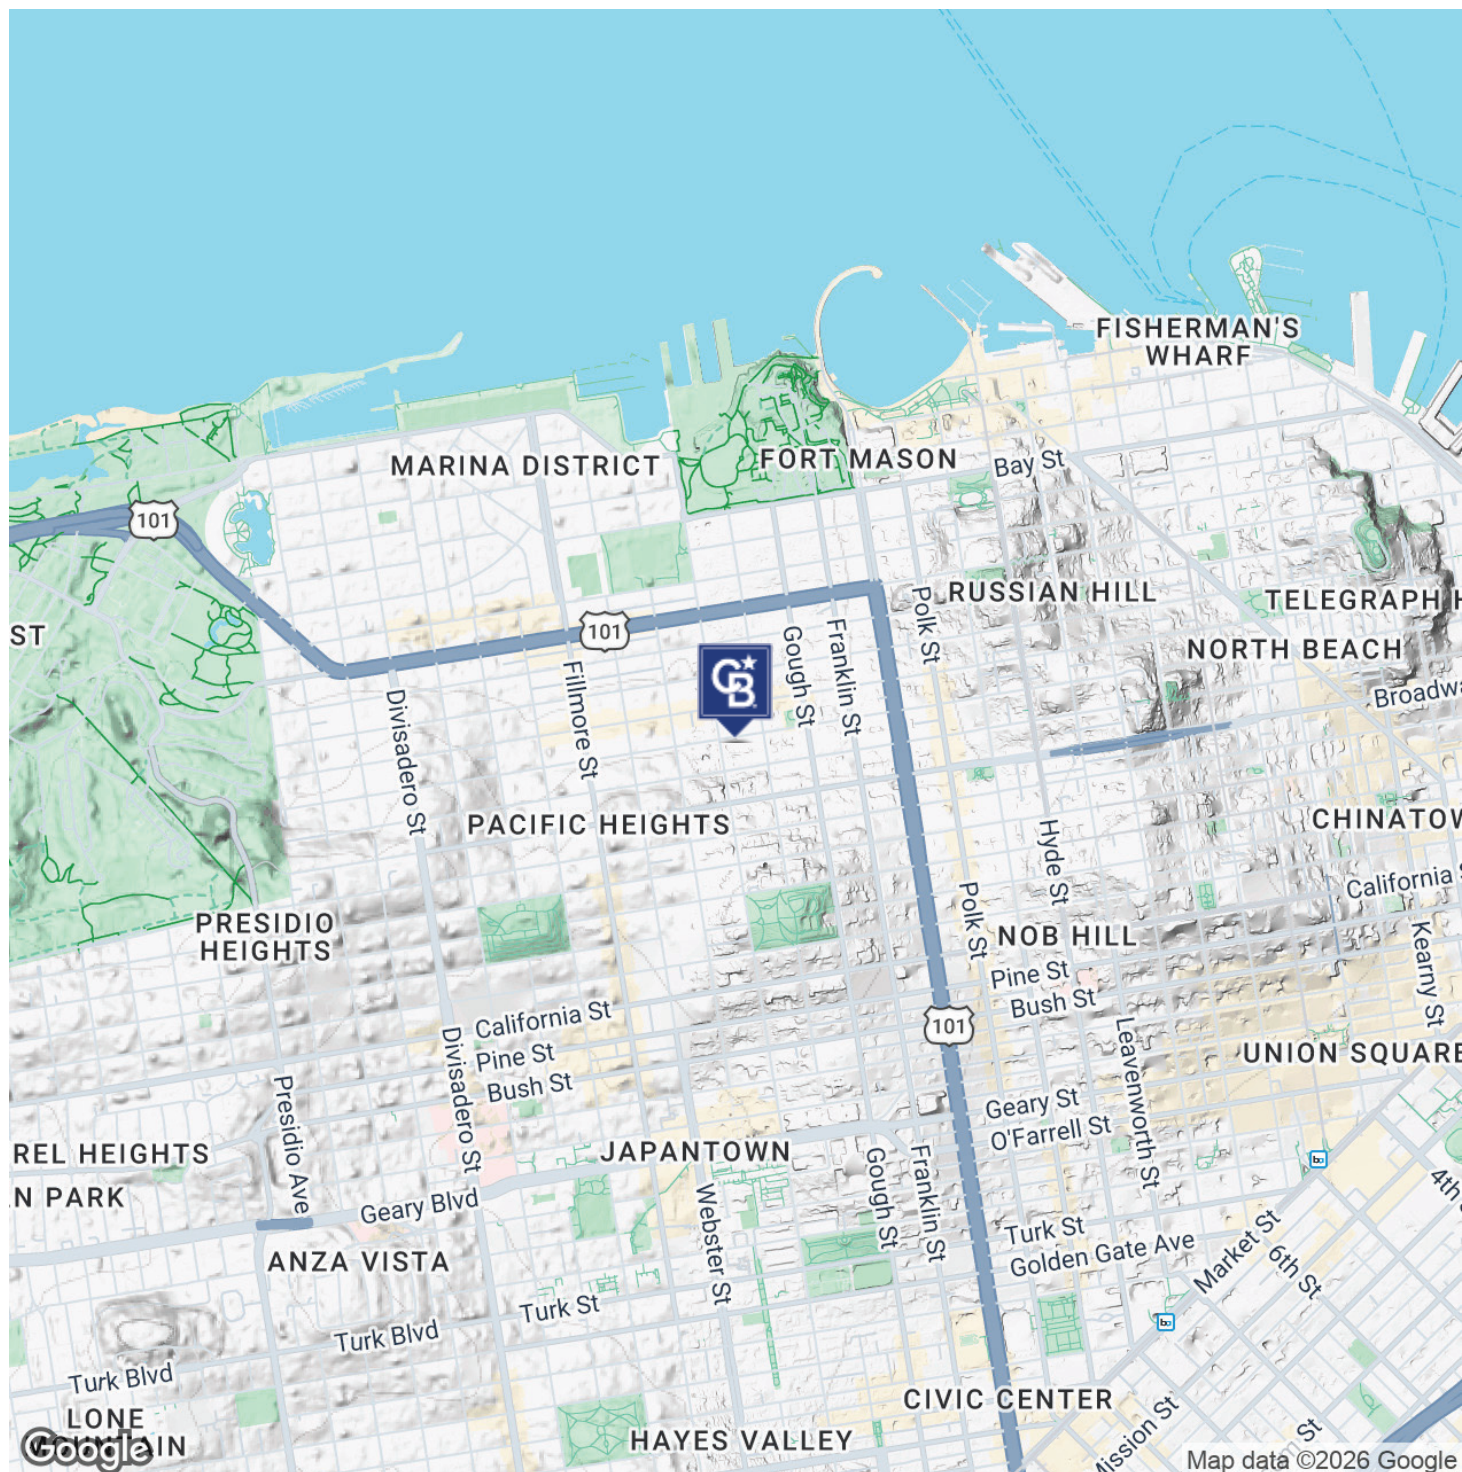 FISHERMAN'S
WHARF
MARINA DISTRICT
FORT MASON
Bay St
101
RUSSIAN HILL
TELEGRAPH H
ST
101
Polk St
Gough St
Franklin St
NORTH BEACH
Broadwa
CB
Fillmore St
Divisadero St
PACIFIC HEIGHTS
Hyde St
CHINATOW
California S
PRESIDIO
HEIGHTS
Polk St
NOB HILL
Kearny St
Pine St
Bush St
California St
101
Pine St
Bush St
Divisadero St
Leavenworth St
UNION SQUARE
Presidio Ave
Geary St
O'Farrell St
REL HEIGHTS
N PARK
JAPANTOWN
Gough St
Franklin St
ba
4th S
Geary Blvd
Webster St
Turk St
Golden Gate Ave
Market St
6th St
ANZA VISTA
Turk St
Turk Blvd
ba
Turk Blvd
LONE
MOUNTAIN
CIVIC CENTER
Mission St
HAYES VALLEY
Google
Map data ©2026 Google